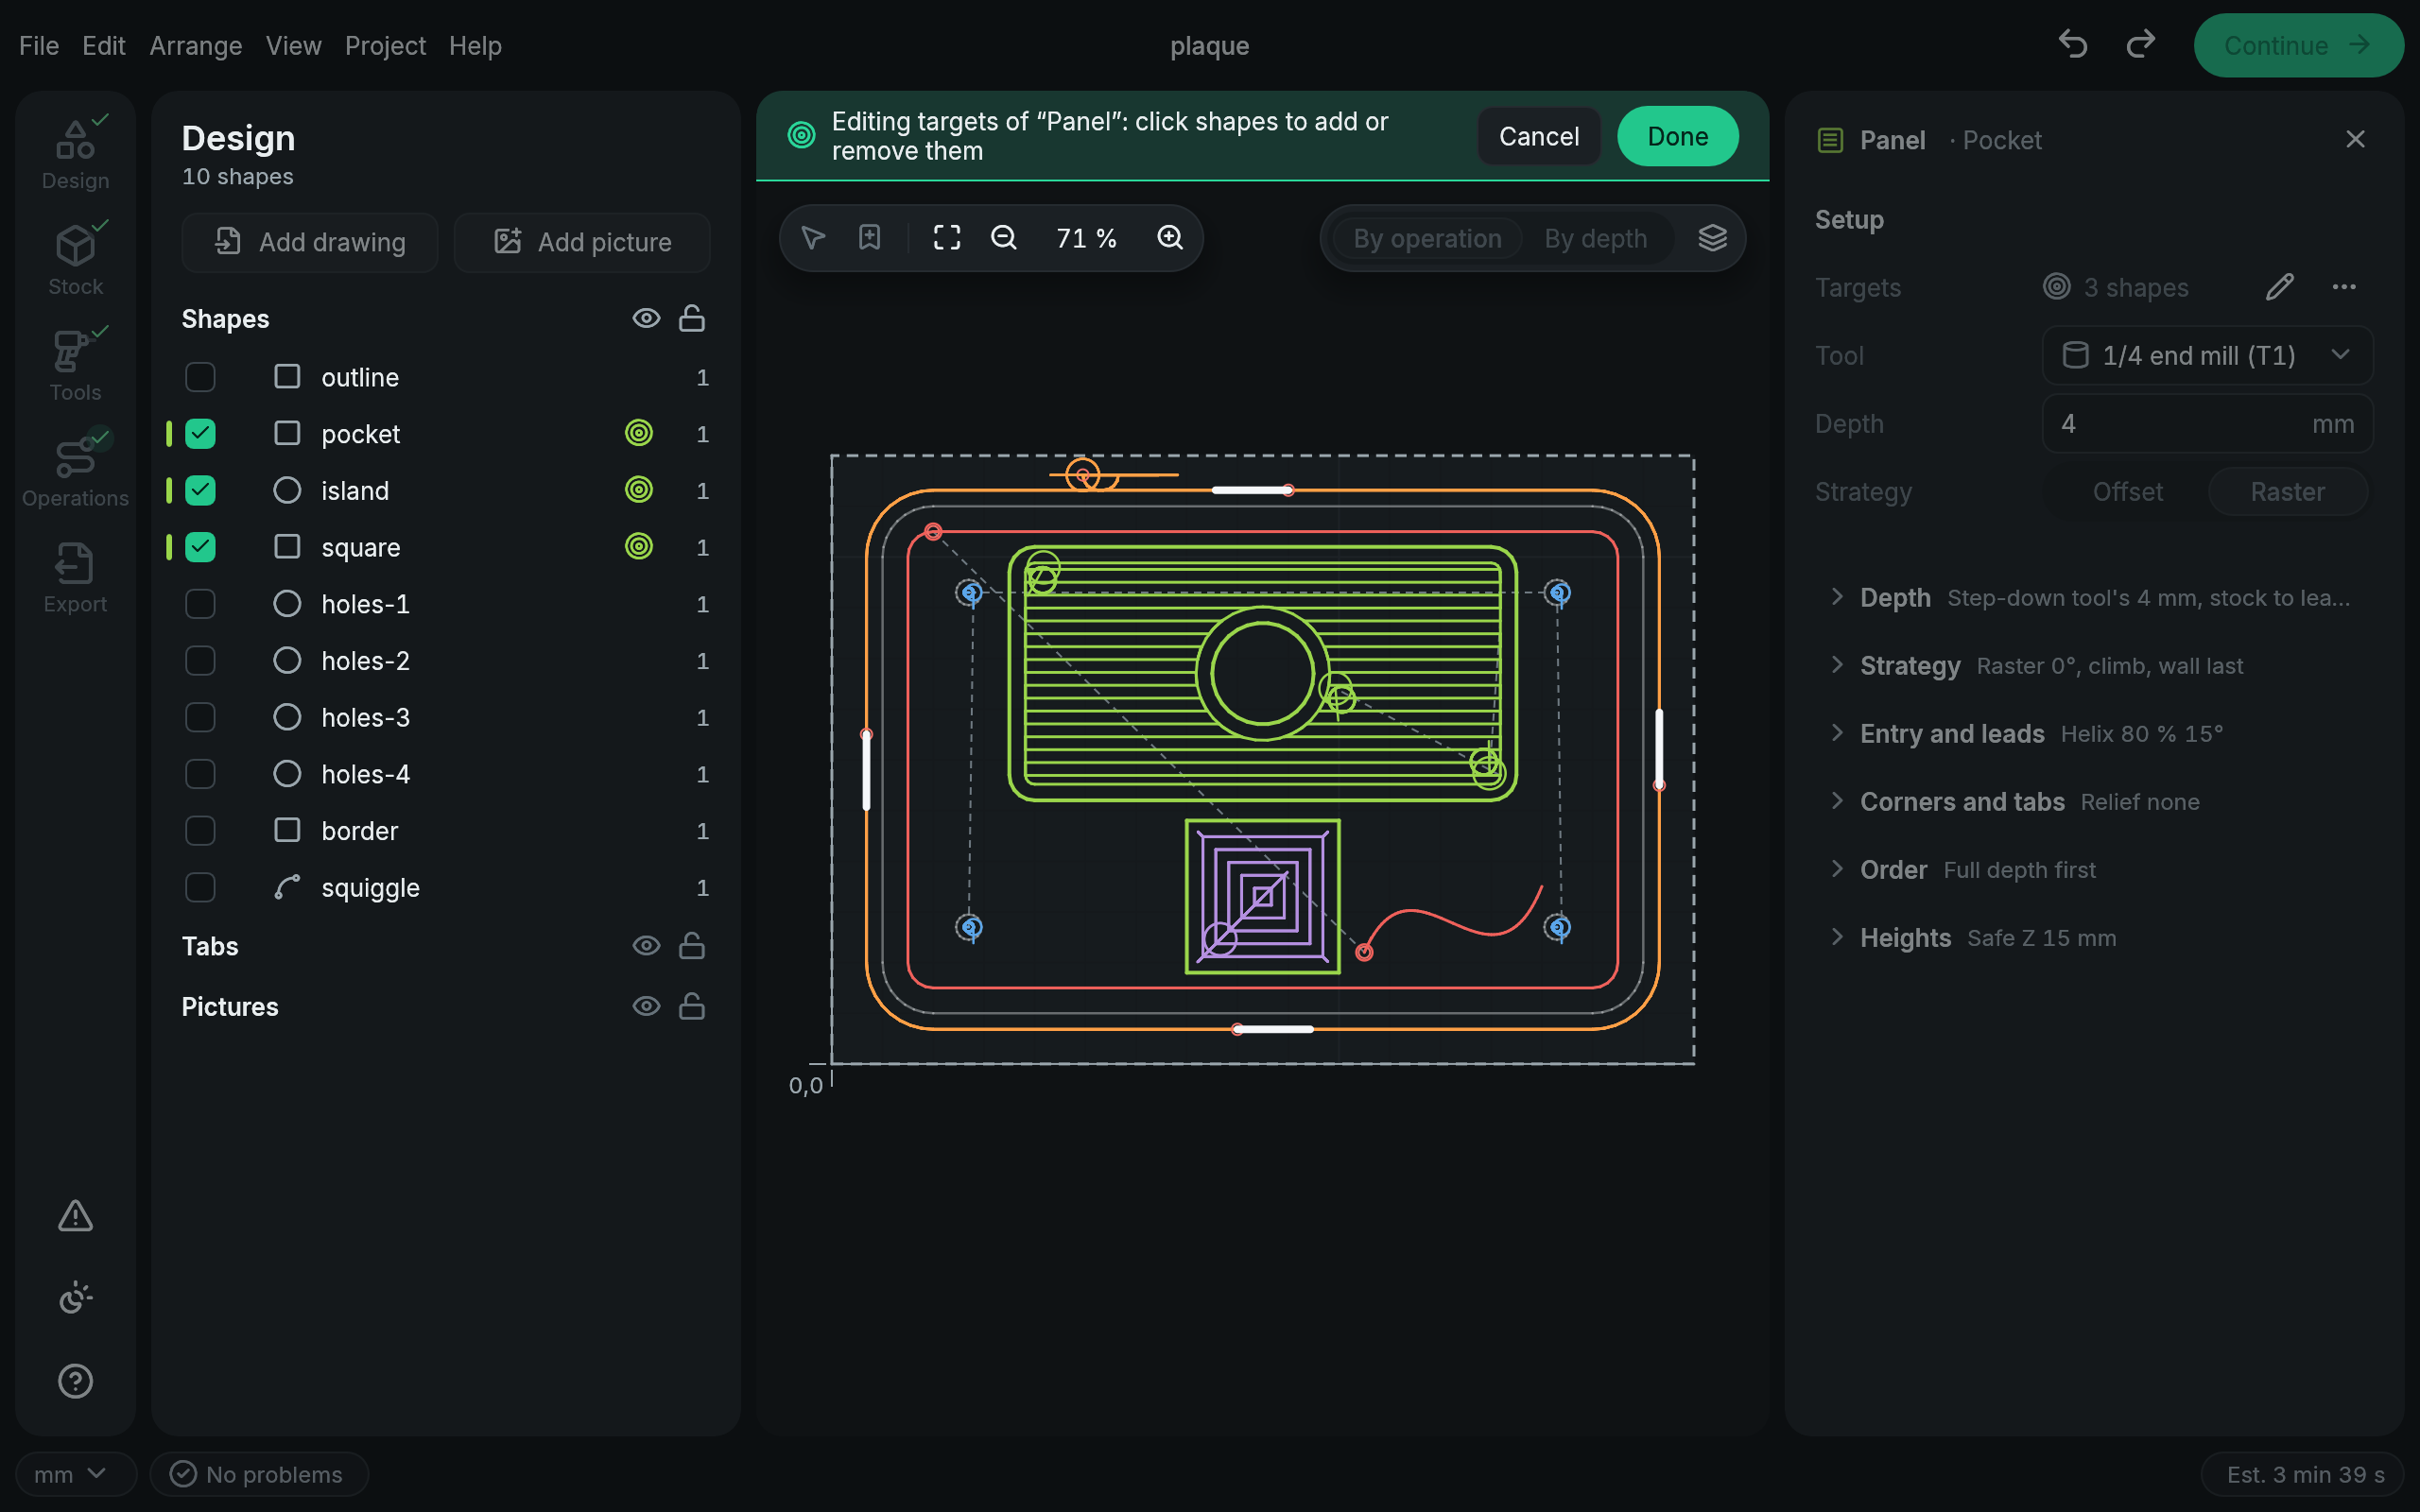 File Edit Arrange View Project Help
plaque
Continue
Design
Stock
Tools
Operations
Export
Design
10 shapes
Add drawing
Add picture
Shapes
outline 1
pocket 1
island 1
square 1
holes-1 1
holes-2 1
holes-3 1
holes-4 1
border 1
squiggle 1
Tabs
Pictures
Editing targets of “Panel”: click shapes to add or
remove them
Cancel
Done
71 %
By operation
By depth
0,0
Panel · Pocket
Setup
Targets 3 shapes
Tool 1/4 end mill (T1)
Depth 4 mm
Strategy Offset Raster
Depth Step-down tool's 4 mm, stock to lea...
Strategy Raster 0°, climb, wall last
Entry and leads Helix 80 % 15°
Corners and tabs Relief none
Order Full depth first
Heights Safe Z 15 mm
mm
No problems
Est. 3 min 39 s